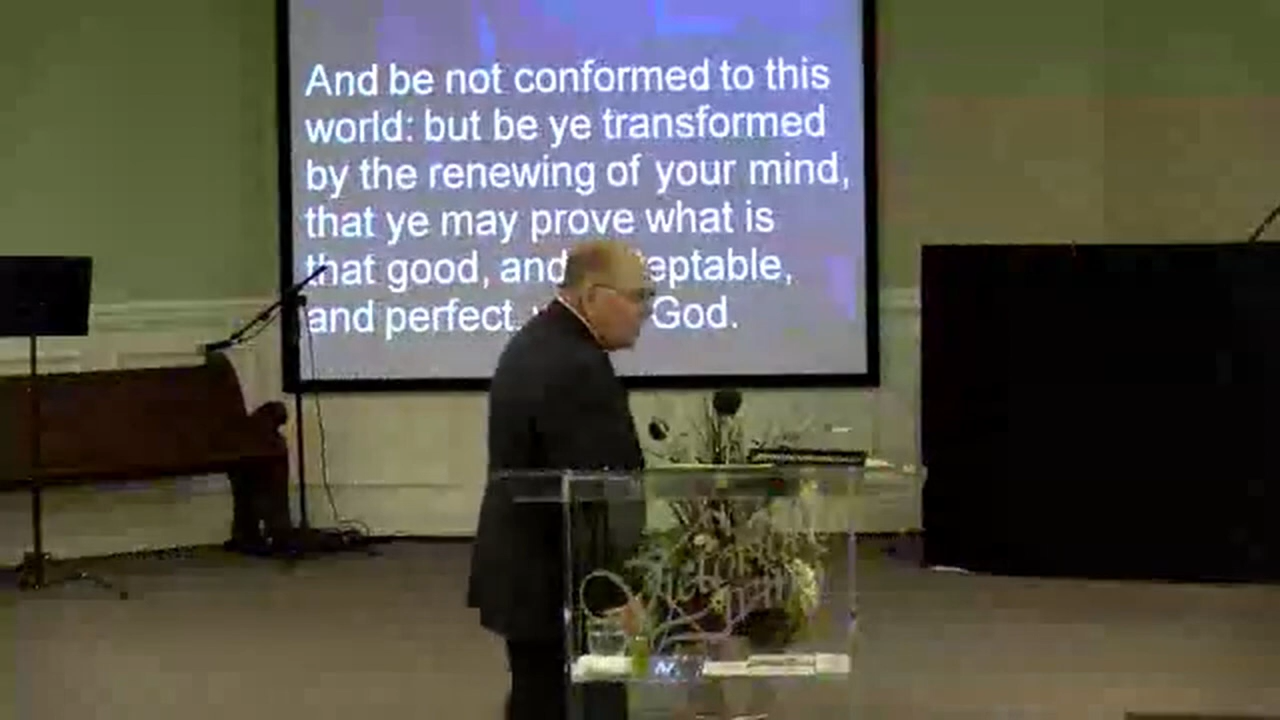 And be not conformed to this
world: but be ye transformed
by the renewing of your mind,
that ye may prove what is
that good, and eptable,
and perfect God.